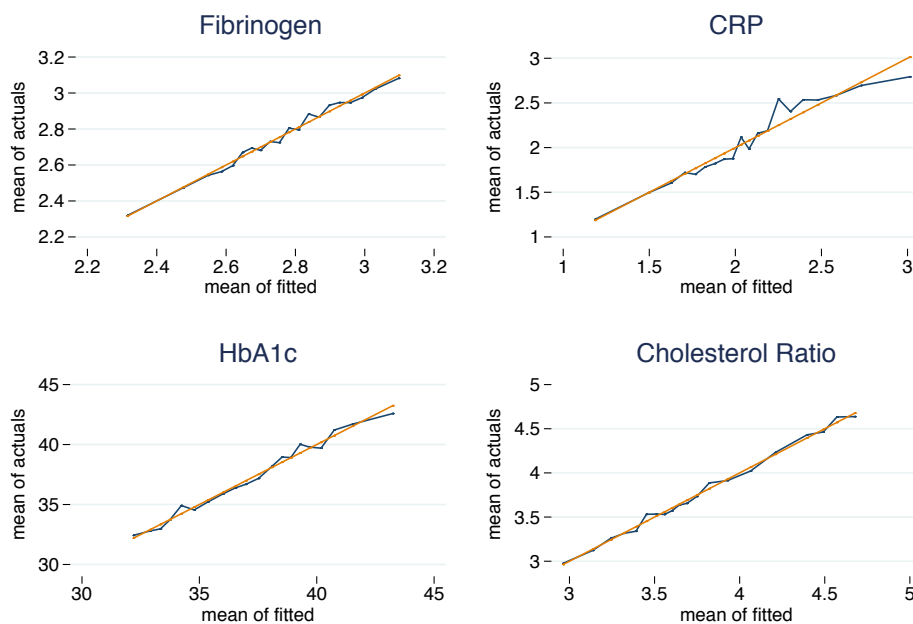 Fibrinogen
mean of actuals
3.2
3
2.8
2.6
2.4
2.2
2.2 2.4 2.6 2.8 3 3.2
mean of fitted
CRP
mean of actuals
3
2.5
2
1.5
1
1 1.5 2 2.5 3
mean of fitted
HbA1c
mean of actuals
45
40
35
30
30 35 40 45
mean of fitted
Cholesterol Ratio
mean of actuals
5
4.5
4
3.5
3
3 3.5 4 4.5 5
mean of fitted